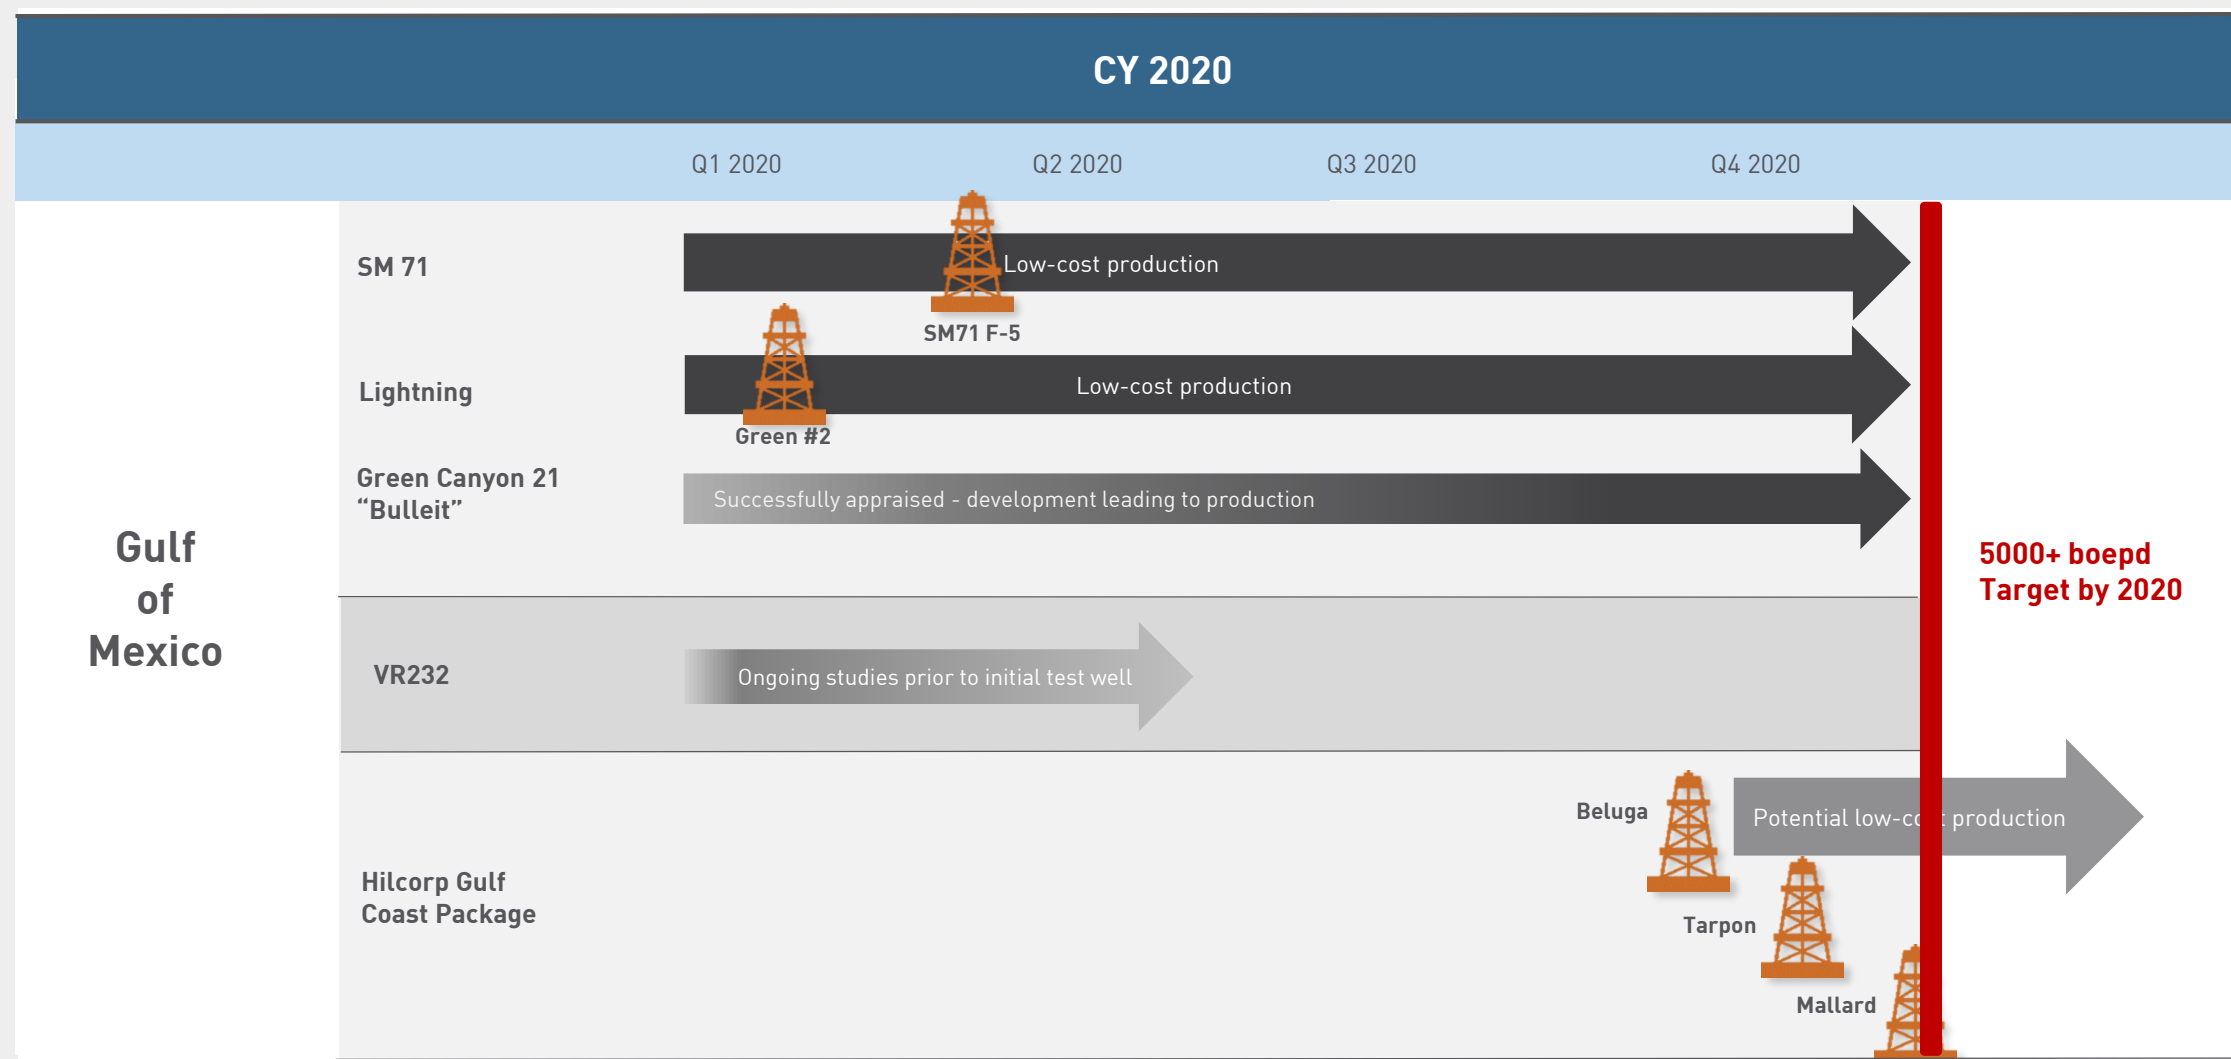 CY 2020
Q1 2020
Q2 2020
Q3 2020
Q4 2020
Gulf
of
Mexico
SM 71
Low-cost production
SM71 F-5
Lightning
Low-cost production
Green #2
Green Canyon 21
“Bulleit”
Successfully appraised - development leading to production
5000+ boepd
Target by 2020
VR232
Ongoing studies prior to initial test well
Hilcorp Gulf
Coast Package
Beluga
Potential low-cost production
Tarpon
Mallard